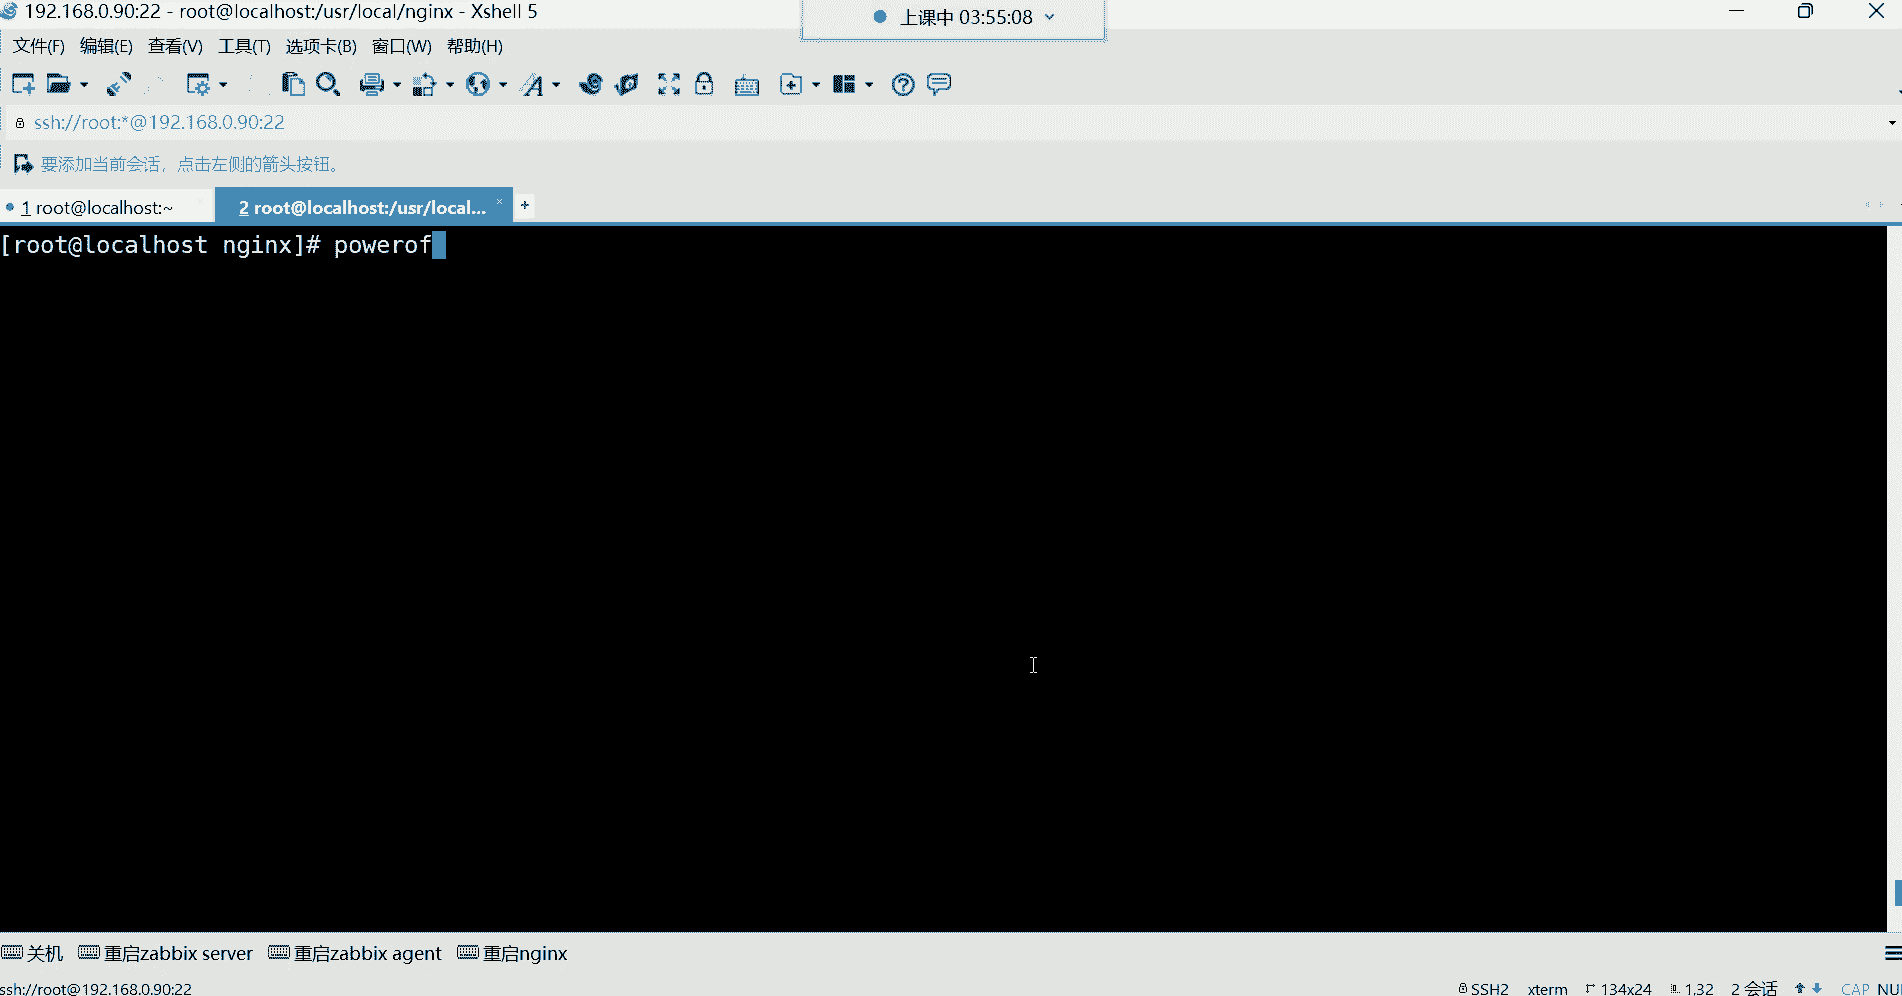 192.168.0.90:22 - root@localhost:/usr/local/nginx - Xshell 5
上课中 03:55:08
文件(F) 编辑(E) 查看(V) 工具(T) 选项卡(B) 窗口(W) 帮助(H)
ssh://root:*@192.168.0.90:22
要添加当前会话，点击左侧的箭头按钮。
1 root@localhost:~
2 root@localhost:/usr/local...
[root@localhost nginx]# powerof
关机 重启zabbix server 重启zabbix agent 重启nginx
ssh://root@192.168.0.90:22 SSH2 xterm 134x24 1,32 2 会话 CAP NU